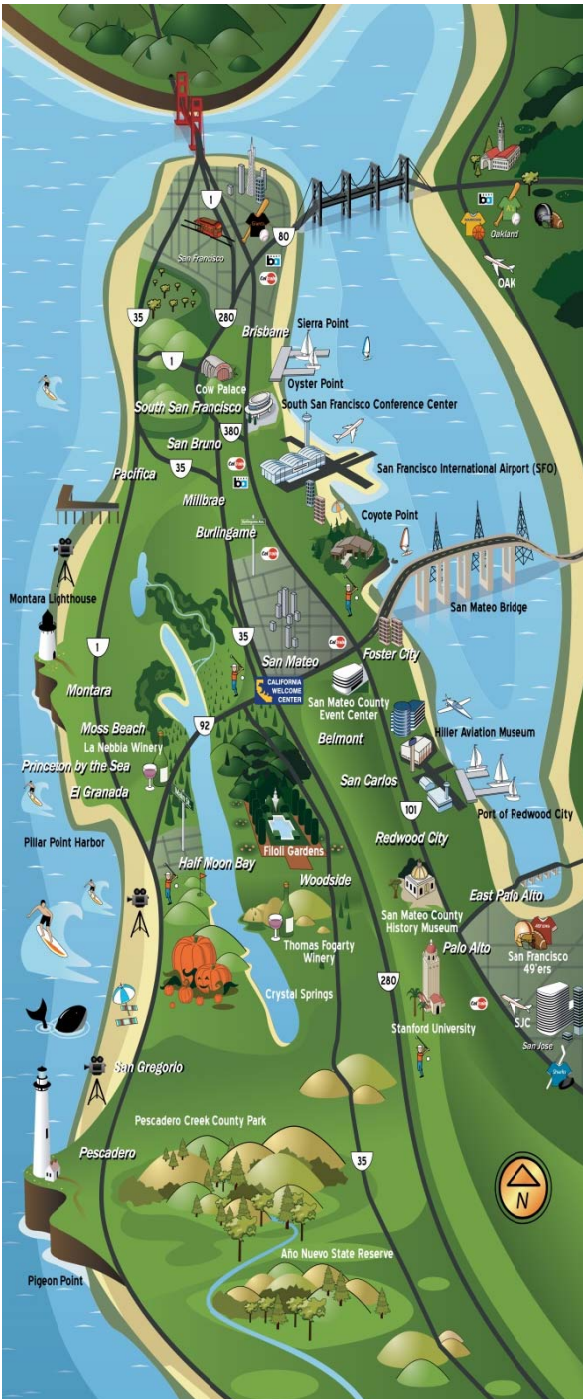 1
San Francisco
80
Oakland
OAK
35
280
Brisbane
Sierra Point
1
Cow Palace
Oyster Point
South San Francisco
South San Francisco Conference Center
San Bruno
380
35
San Francisco International Airport (SFO)
Pacifica
Millbrae
Burlingame
Coyote Point
Montara Lighthouse
San Mateo Bridge
1
35
San Mateo
Foster City
Montara
CALIFORNIA
WELCOME
CENTER
San Mateo County
Event Center
Moss Beach
92
La Nebbia Winery
Belmont
Hiller Aviation Museum
Princeton by the Sea
El Granada
San Carlos
101
Port of Redwood City
Pillar Point Harbor
Redwood City
Half Moon Bay
Filoli Gardens
Woodside
East Palo Alto
San Mateo County
History Museum
Thomas Fogarty
Winery
Palo Alto
San Francisco
49'ers
Crystal Springs
280
Stanford University
SJC
San Jose
Sharks
San Gregorio
Pescadero Creek County Park
Pescadero
35
N
Año Nuevo State Reserve
Pigeon Point